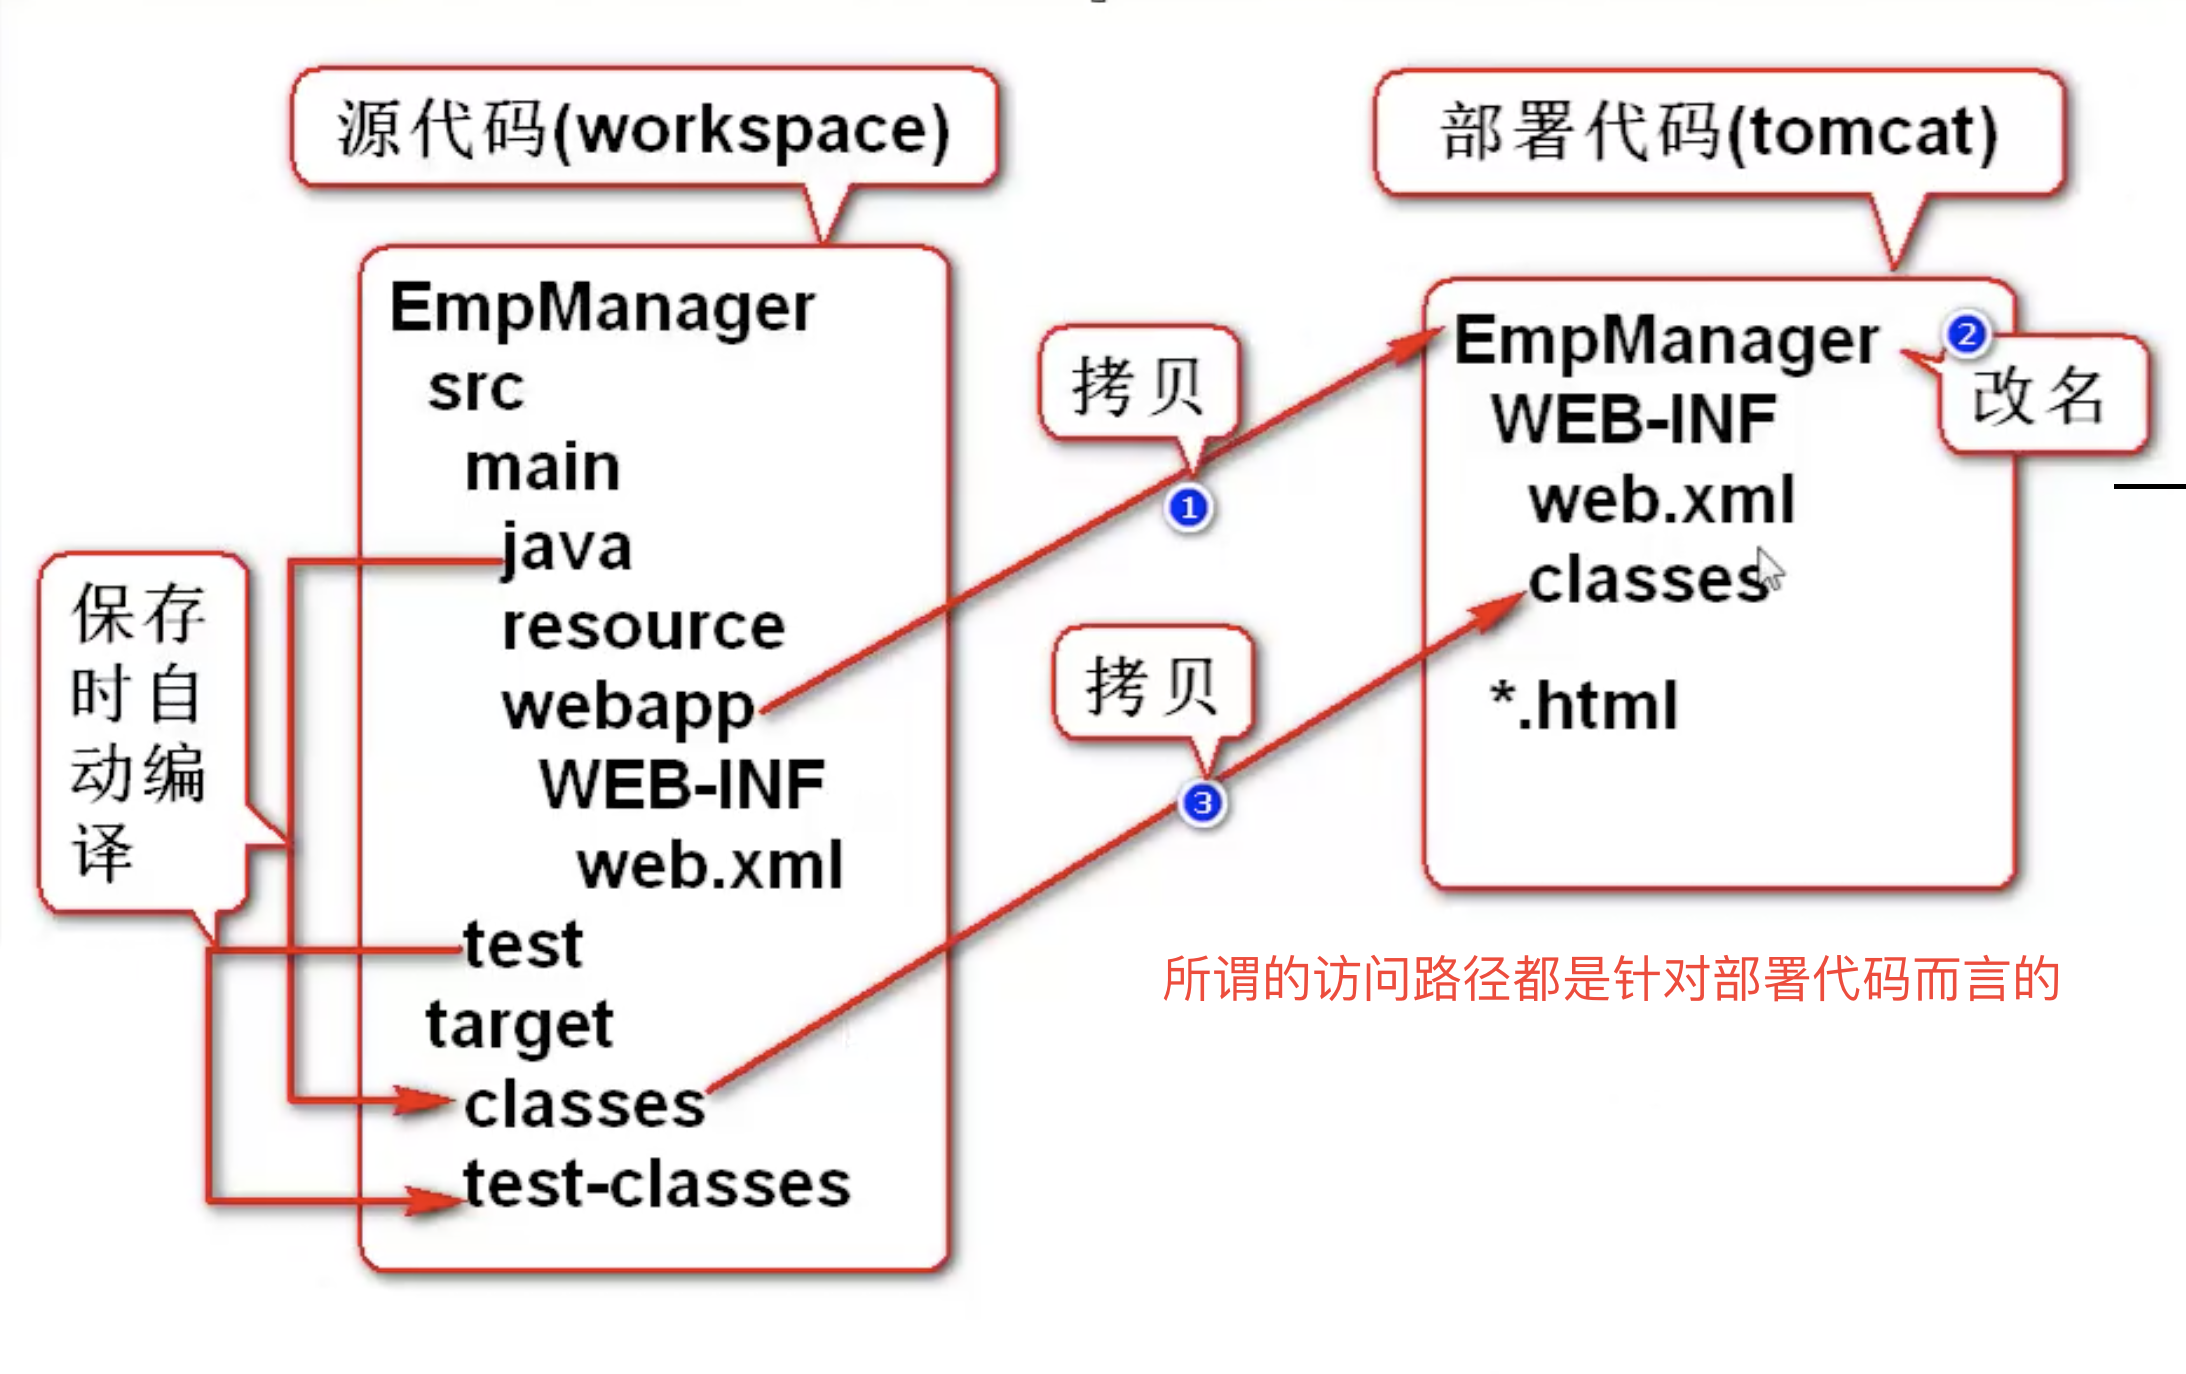 源代码(workspace)
EmpManager
src
main
java
resource
webapp
WEB-INF
web.xml
test
target
classes
test-classes
保存
时自
动编
译
拷贝
1
拷贝
3
部署代码(tomcat)
EmpManager
2
改名
WEB-INF
web.xml
classes
*.html
所谓的访问路径都是针对部署代码而言的